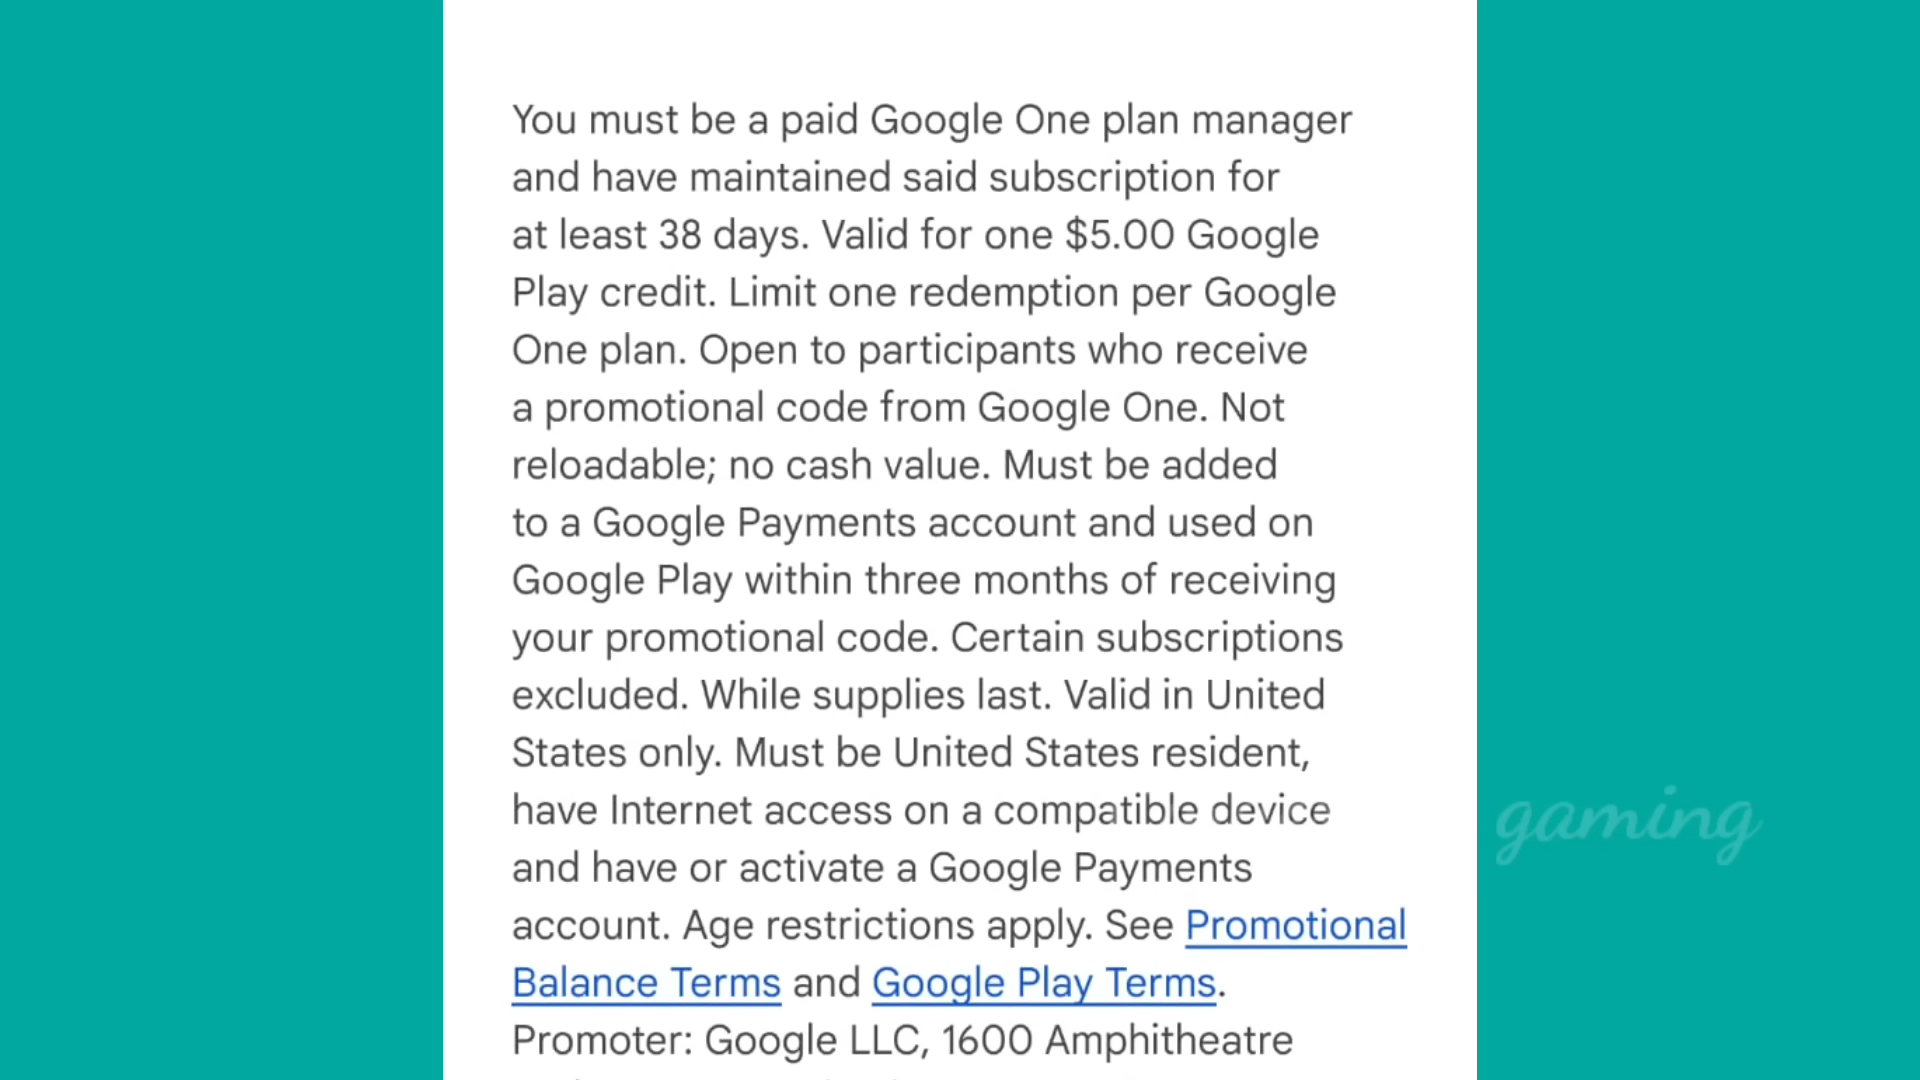 You must be a paid Google One plan manager
and have maintained said subscription for
at least 38 days. Valid for one $5.00 Google
Play credit. Limit one redemption per Google
One plan. Open to participants who receive
a promotional code from Google One. Not
reloadable; no cash value. Must be added
to a Google Payments account and used on
Google Play within three months of receiving
your promotional code. Certain subscriptions
excluded. While supplies last. Valid in United
States only. Must be United States resident,
have Internet access on a compatible device
and have or activate a Google Payments
account. Age restrictions apply. See Promotional
Balance Terms and Google Play Terms.
Promoter: Google LLC, 1600 Amphitheatre
gaming